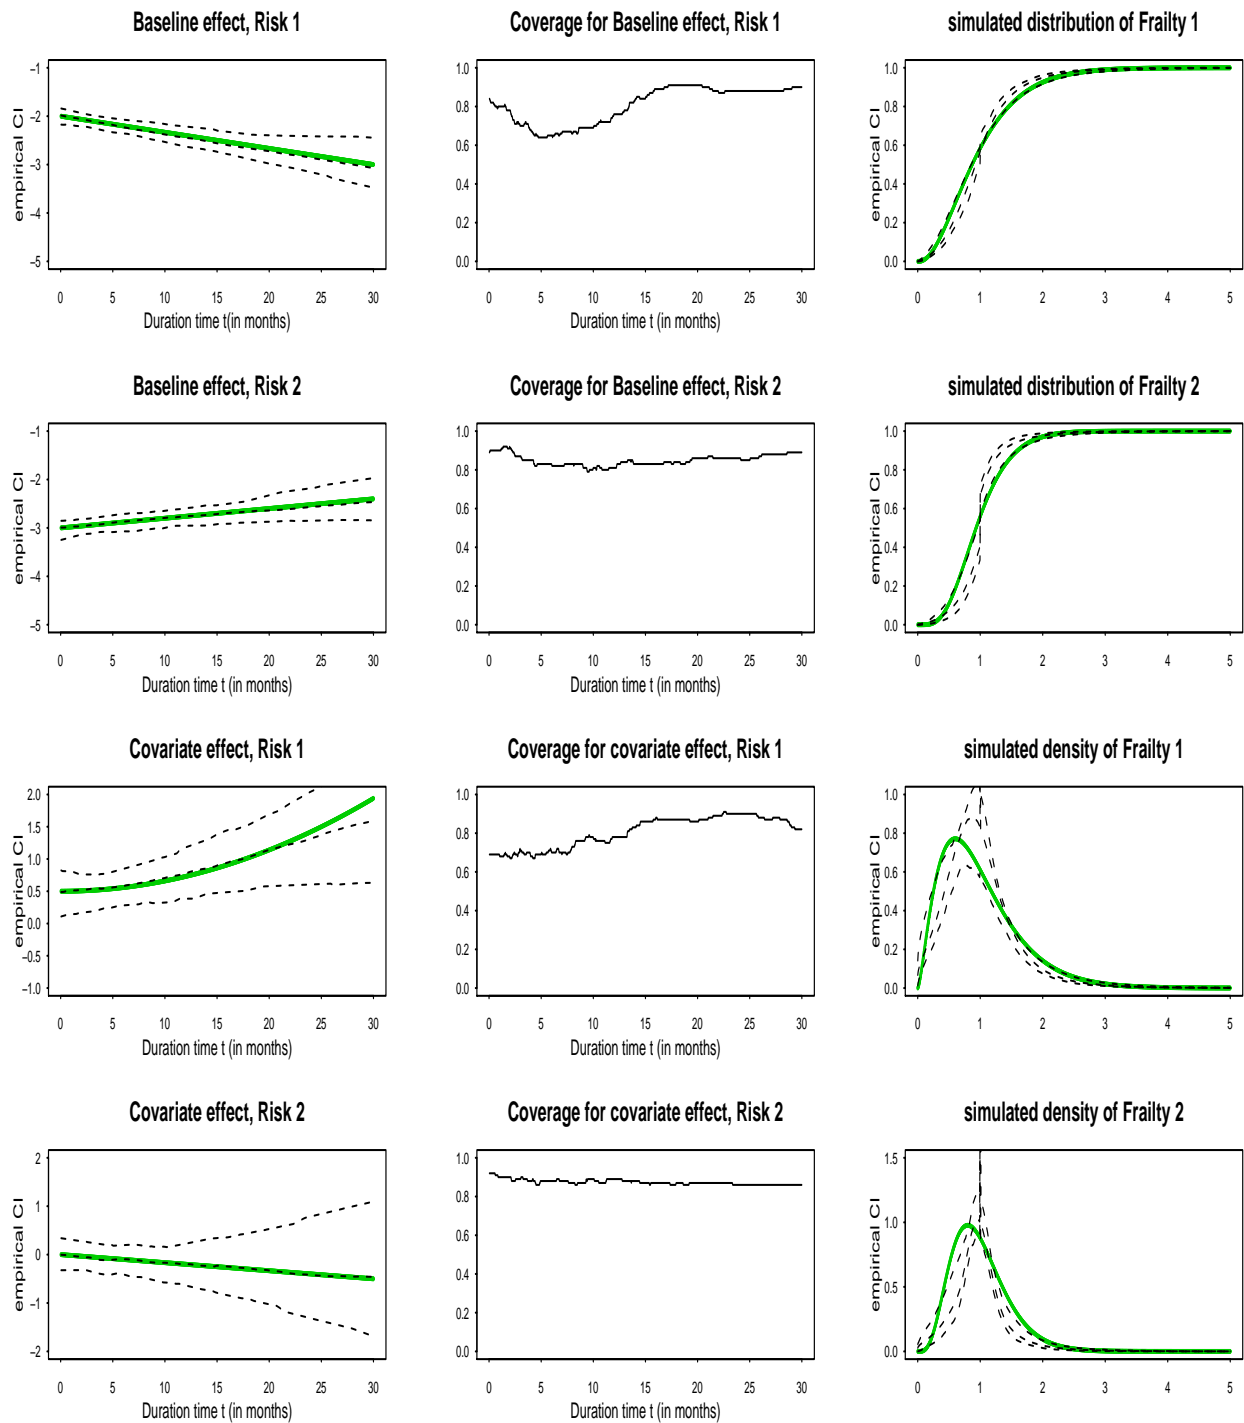 Baseline effect, Risk 1
empirical CI
−1
−2
−3
−4
−5
0 5 10 15 20 25 30
Duration time t(in months)
Coverage for Baseline effect, Risk 1
1.0
0.8
0.6
0.4
0.2
0.0
0 5 10 15 20 25 30
simulated distribution of Frailty 1
empirical CI
1.0
0.8
0.6
0.4
0.2
0.0
0 1 2 3 4 5
Baseline effect, Risk 2
empirical CI
−1
−2
−3
−4
−5
0 5 10 15 20 25 30
Duration time t (in months)
Coverage for Baseline effect, Risk 2
1.0
0.8
0.6
0.4
0.2
0.0
0 5 10 15 20 25 30
simulated distribution of Frailty 2
empirical CI
1.0
0.8
0.6
0.4
0.2
0.0
0 1 2 3 4 5
Covariate effect, Risk 1
empirical CI
2.0
1.5
1.0
0.5
0.0
−0.5
−1.0
0 5 10 15 20 25 30
Duration time t (in months)
Coverage for covariate effect, Risk 1
1.0
0.8
0.6
0.4
0.2
0.0
0 5 10 15 20 25 30
Duration time t (in months)
simulated density of Frailty 1
empirical CI
1.0
0.8
0.6
0.4
0.2
0.0
0 1 2 3 4 5
Covariate effect, Risk 2
empirical CI
2
1
0
−1
−2
0 5 10 15 20 25 30
Duration time t (in months)
Coverage for covariate effect, Risk 2
1.0
0.8
0.6
0.4
0.2
0.0
0 5 10 15 20 25 30
Duration time t (in months)
simulated density of Frailty 2
empirical CI
1.5
1.0
0.5
0.0
0 1 2 3 4 5